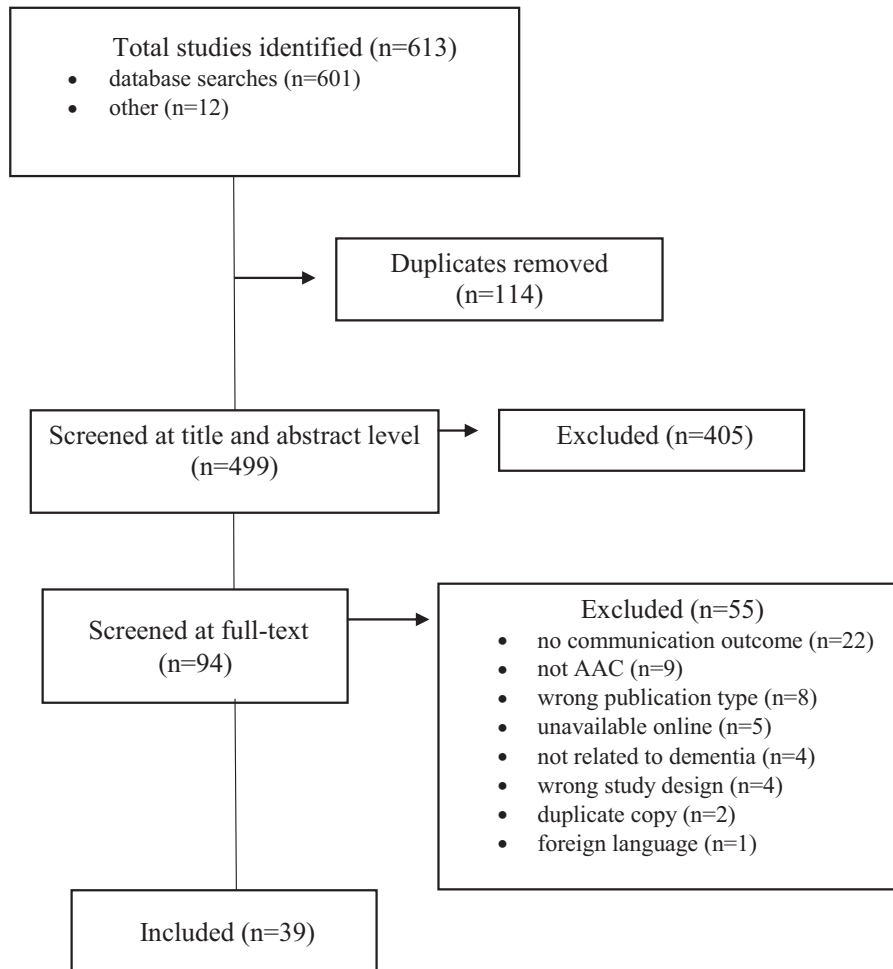 Total studies identified (n=613)
• database searches (n=601)
• other (n=12)
Duplicates removed
(n=114)
Screened at title and abstract level
(n=499)
Excluded (n=405)
Screened at full-text
(n=94)
Excluded (n=55)
• no communication outcome (n=22)
• not AAC (n=9)
• wrong publication type (n=8)
• unavailable online (n=5)
• not related to dementia (n=4)
• wrong study design (n=4)
• duplicate copy (n=2)
• foreign language (n=1)
Included (n=39)